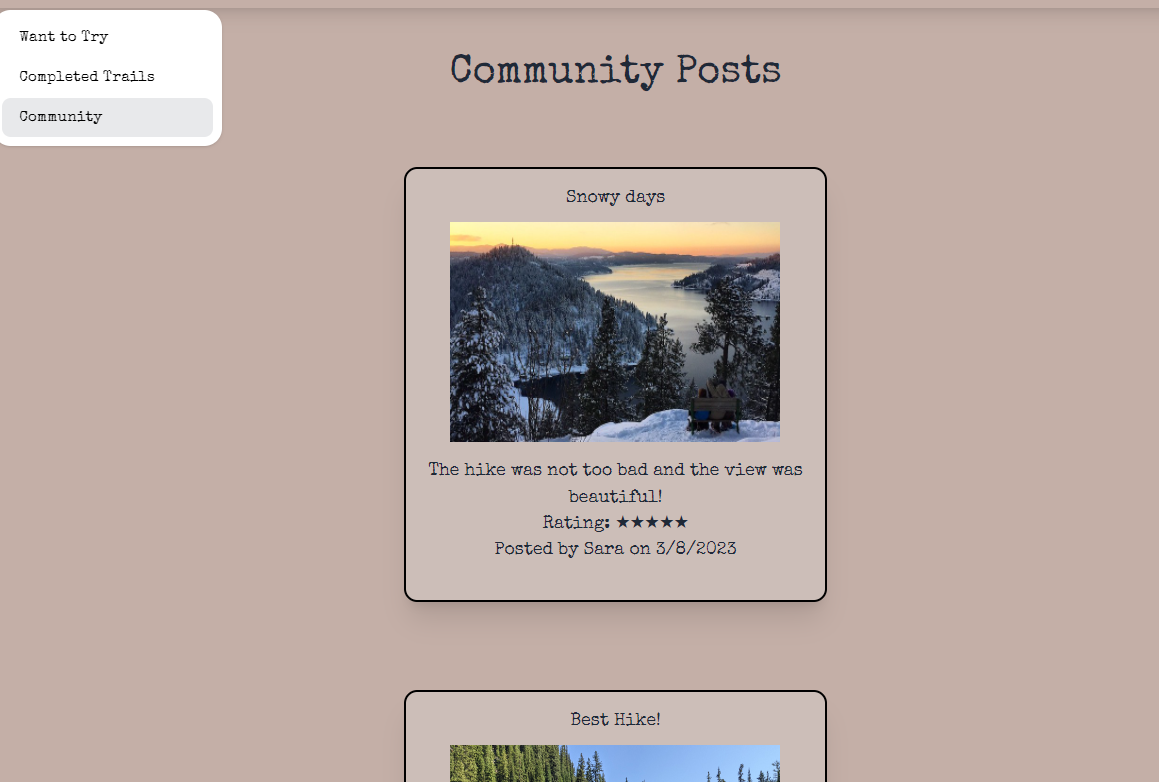 Want to Try
Completed Trails
Community
Community Posts
Snowy days
The hike was not too bad and the view was
beautiful!
Rating: ★★★★★
Posted by Sara on 3/8/2023
Best Hike!